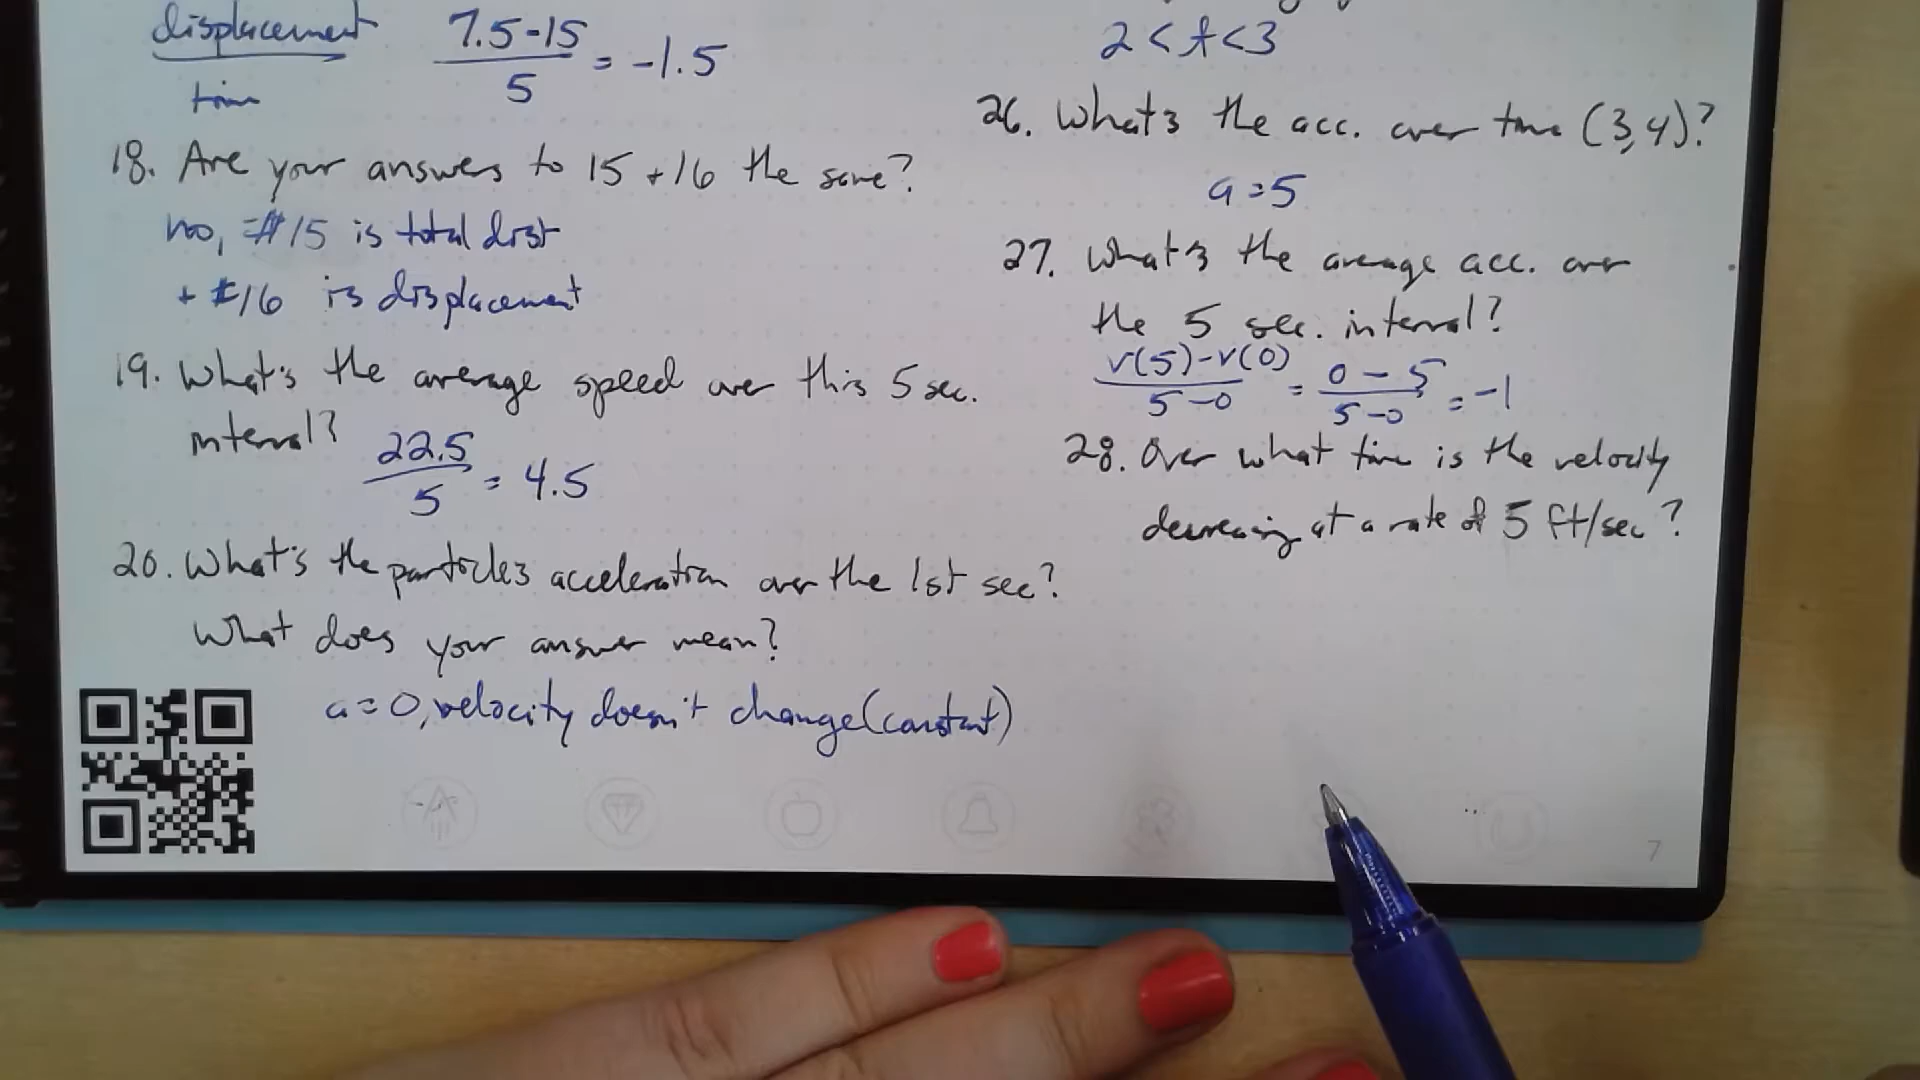 displacement
time
7.5-15
5
= -1.5
18. Are your answers to 15 + 16 the same?
no, #15 is total dist
+ #16 is displacement
19. What's the average speed over this 5 sec.
interval?
22.5
5
= 4.5
20. What's the particles acceleration over the 1st sec?
What does your answer mean?
a = 0, velocity doesn't change (constant)
2 < t < 3
26. What's the acc. over time (3,4)?
a = 5
27. What's the average acc. over
the 5 sec. interval?
v(5)-v(0)
5-0
= 0 - 5
5-0
= -1
28. Over what time is the velocity
decreasing at a rate of 5 ft/sec?
7